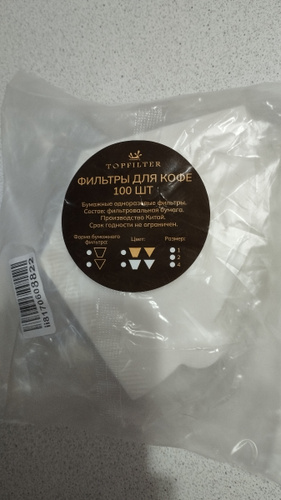 TOPFILTER
ФИЛЬТРЫ ДЛЯ КОФЕ
100 ШТ
Бумажные одноразовые фильтры.
Состав: фильтровальная бумага.
Производство Китай.
Срок годности не ограничен.
Форма бумажного фильтра:
Цвет:
Размер:
1
2
4